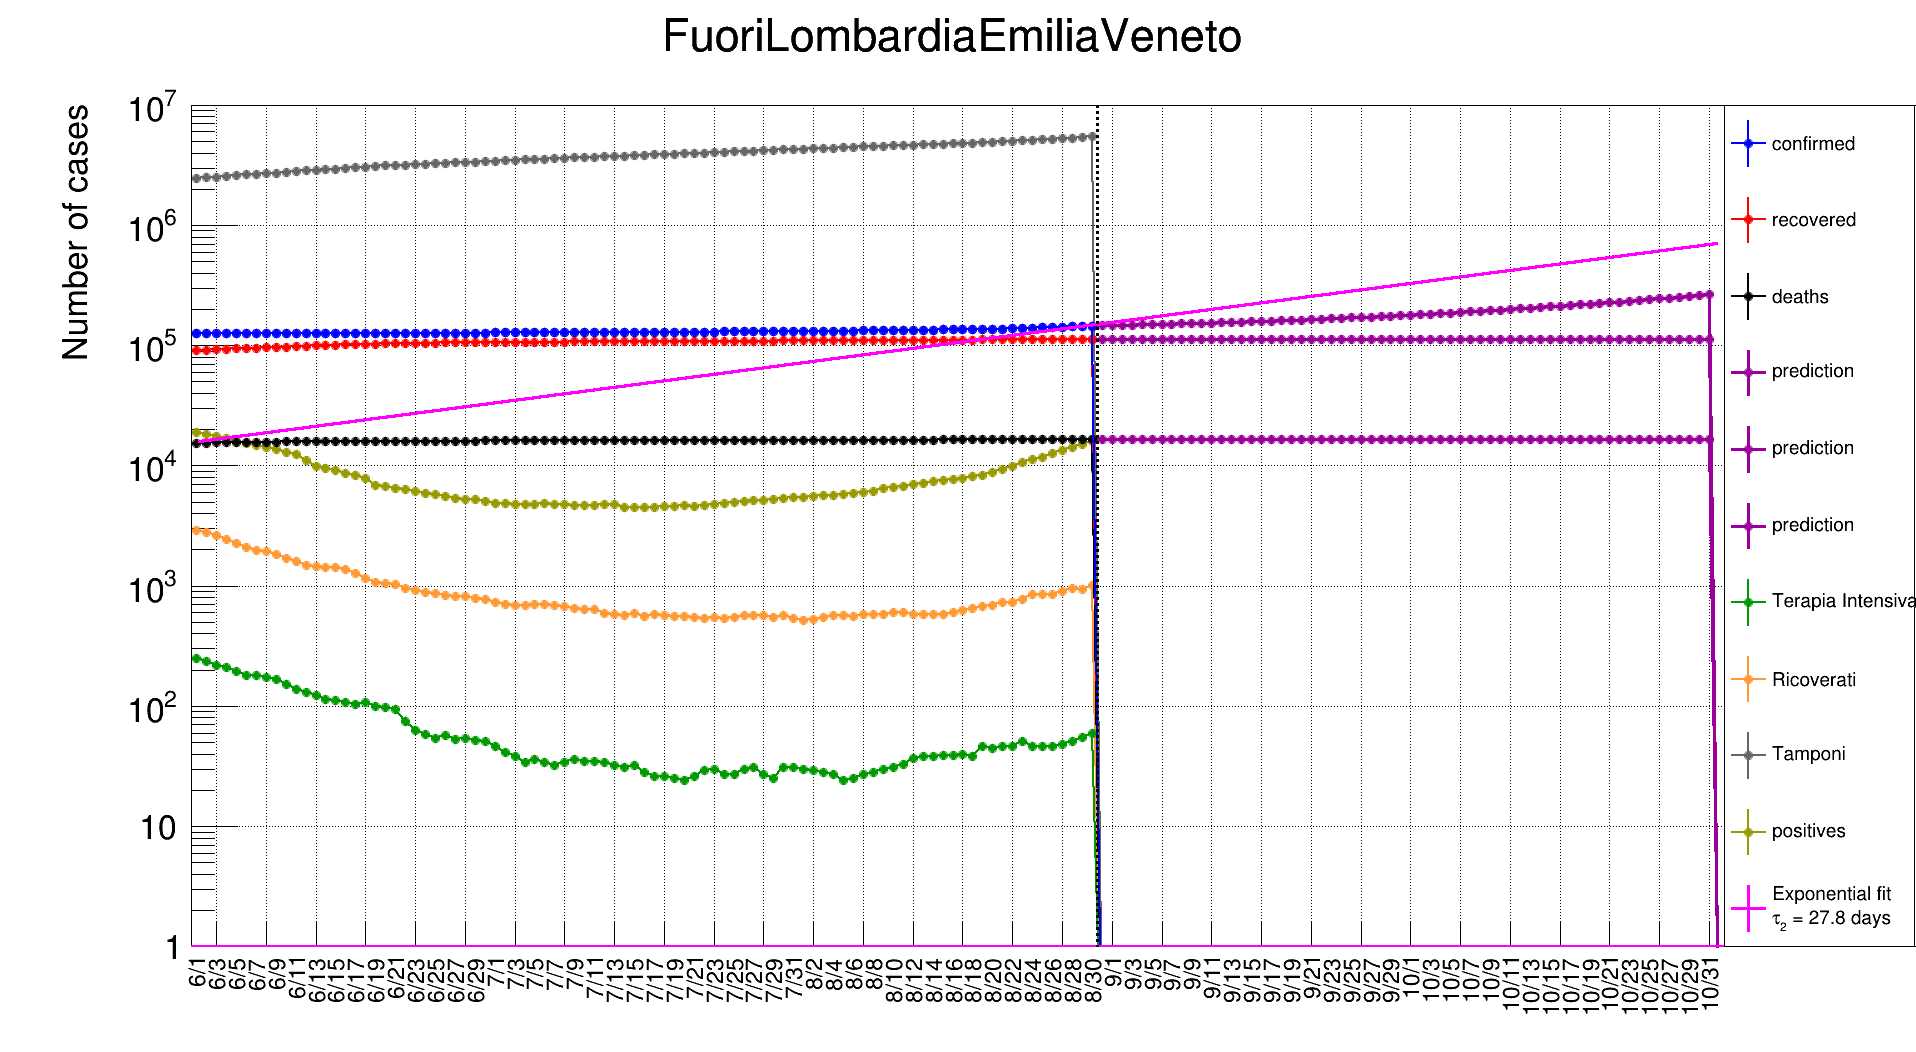 FuoriLombardiaEmiliaVeneto
Number of cases
10^7
10^6
10^5
10^4
10^3
10^2
10
1
6/1 6/3 6/5 6/7 6/9 6/11 6/13 6/15 6/17 6/19 6/21 6/23 6/25 6/27 6/29 7/1 7/3 7/5 7/7 7/9 7/11 7/13 7/15 7/17 7/19 7/21 7/23 7/25 7/27 7/29 7/31 8/2 8/4 8/6 8/8 8/10 8/12 8/14 8/16 8/18 8/20 8/22 8/24 8/26 8/28 8/30 9/1 9/3 9/5 9/7 9/9 9/11 9/13 9/15 9/17 9/19 9/21 9/23 9/25 9/27 9/29 10/1 10/3 10/5 10/7 10/9 10/11 10/13 10/15 10/17 10/19 10/21 10/23 10/25 10/27 10/29 10/31
confirmed
recovered
deaths
prediction
prediction
prediction
Terapia Intensiva
Ricoverati
Tamponi
positives
Exponential fit
τ₂ = 27.8 days